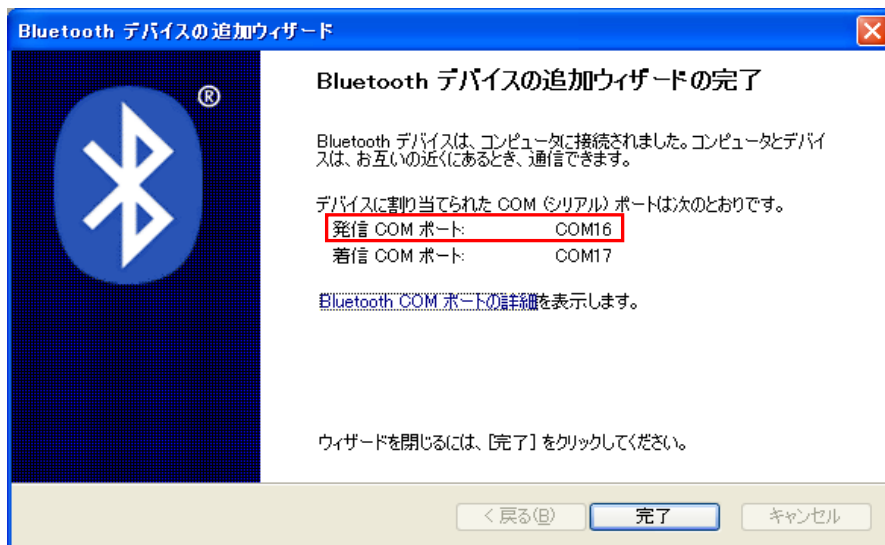 Bluetooth デバイスの追加ウィザード
®
Bluetooth デバイスの追加ウィザードの完了
Bluetooth デバイスは、コンピュータに接続されました。コンピュータとデバイ
スは、お互いの近くにあるとき、通信できます。
デバイスに割り当てられた COM (シリアル) ポートは次のとおりです。
発信 COM ポート: COM16
着信 COM ポート: COM17
Bluetooth COM ポートの詳細を表示します。
ウィザードを閉じるには、[完了] をクリックしてください。
< 戻る(B) 完了 キャンセル